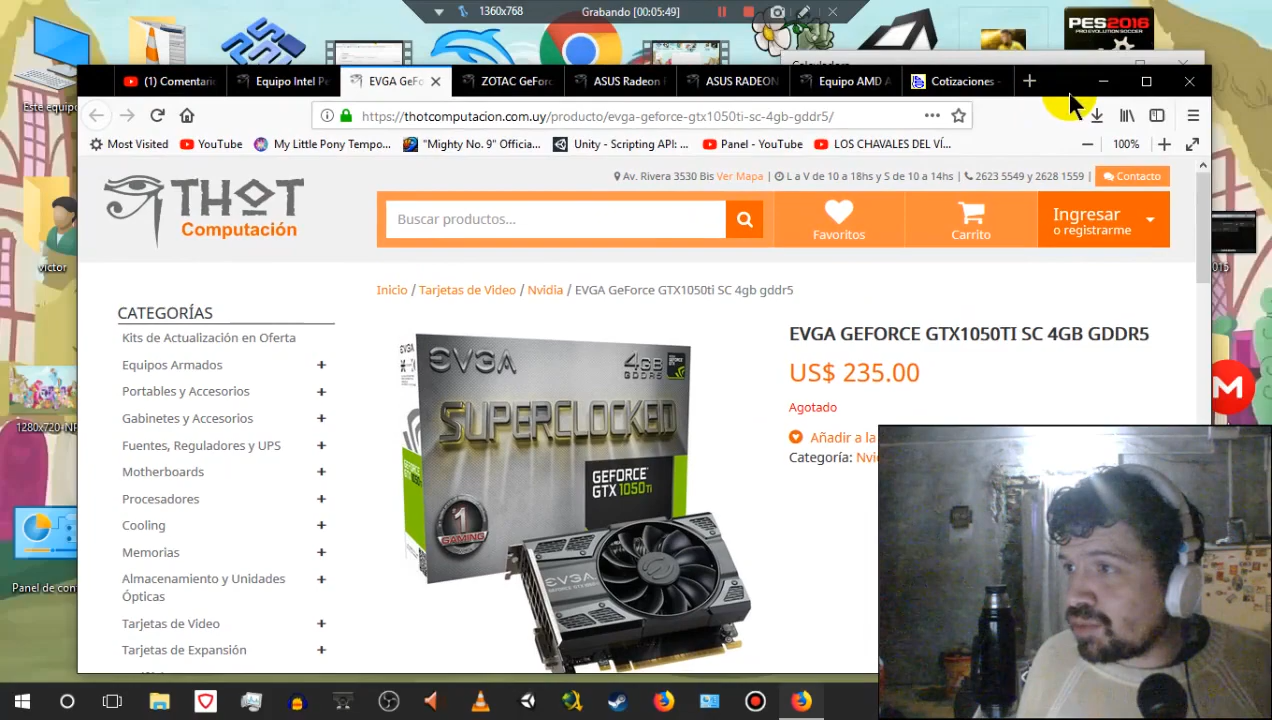 1360x768
Grabando [00:05:49]
PES2016
PRO EVOLUTION SOCCER
Este equipo
(1) Comentari
Equipo Intel Pe
EVGA GeFo
ZOTAC GeForc
ASUS Radeon
ASUS RADEON
Equipo AMD A
Cotizaciones -
https://thotcomputacion.com.uy/producto/evga-geforce-gtx1050ti-sc-4gb-gddr5/
Most Visited
YouTube
My Little Pony Tempo...
"Mighty No. 9" Officia...
Unity - Scripting API: ...
Panel - YouTube
LOS CHAVALES DEL VÍ...
100%
THOT
Computación
Av. Rivera 3530 Bis Ver Mapa | L a V de 10 a 18hs y S de 10 a 14hs | 2623 5549 y 2628 1559 |
Contacto
Buscar productos...
Favoritos
Carrito
Ingresar
o registrarme
victor
Inicio / Tarjetas de Video / Nvidia / EVGA GeForce GTX1050ti SC 4gb gddr5
CATEGORÍAS
Kits de Actualización en Oferta
Equipos Armados
Portables y Accesorios
Gabinetes y Accesorios
Fuentes, Reguladores y UPS
Motherboards
Procesadores
Cooling
Memorias
Almacenamiento y Unidades
Ópticas
Tarjetas de Video
Tarjetas de Expansión
EVGA
4GB
GDDR5
SUPERCLOCKED
GEFORCE
GTX 1050 Ti
1
GAMING
EVGA
EVGA GEFORCE GTX1050TI SC 4GB GDDR5
US$ 235.00
Agotado
Añadir a la
Categoría: Nvi
1280x720-NP
Panel de con
M